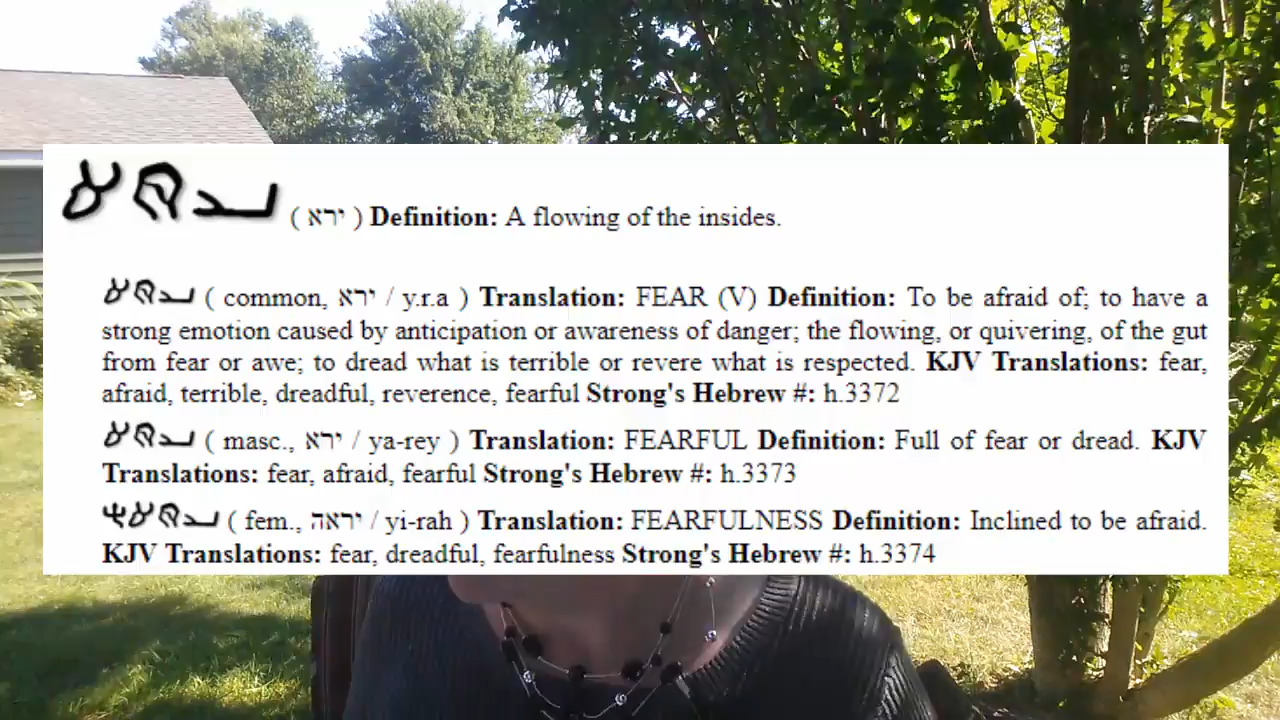 ( ירא ) Definition: A flowing of the insides.
( common, ירא / y.r.a ) Translation: FEAR (V) Definition: To be afraid of; to have a
strong emotion caused by anticipation or awareness of danger; the flowing, or quivering, of the gut
from fear or awe; to dread what is terrible or revere what is respected. KJV Translations: fear,
afraid, terrible, dreadful, reverence, fearful Strong's Hebrew #: h.3372
( masc., ירא / ya-rey ) Translation: FEARFUL Definition: Full of fear or dread. KJV
Translations: fear, afraid, fearful Strong's Hebrew #: h.3373
( fem., יראה / yi-rah ) Translation: FEARFULNESS Definition: Inclined to be afraid.
KJV Translations: fear, dreadful, fearfulness Strong's Hebrew #: h.3374